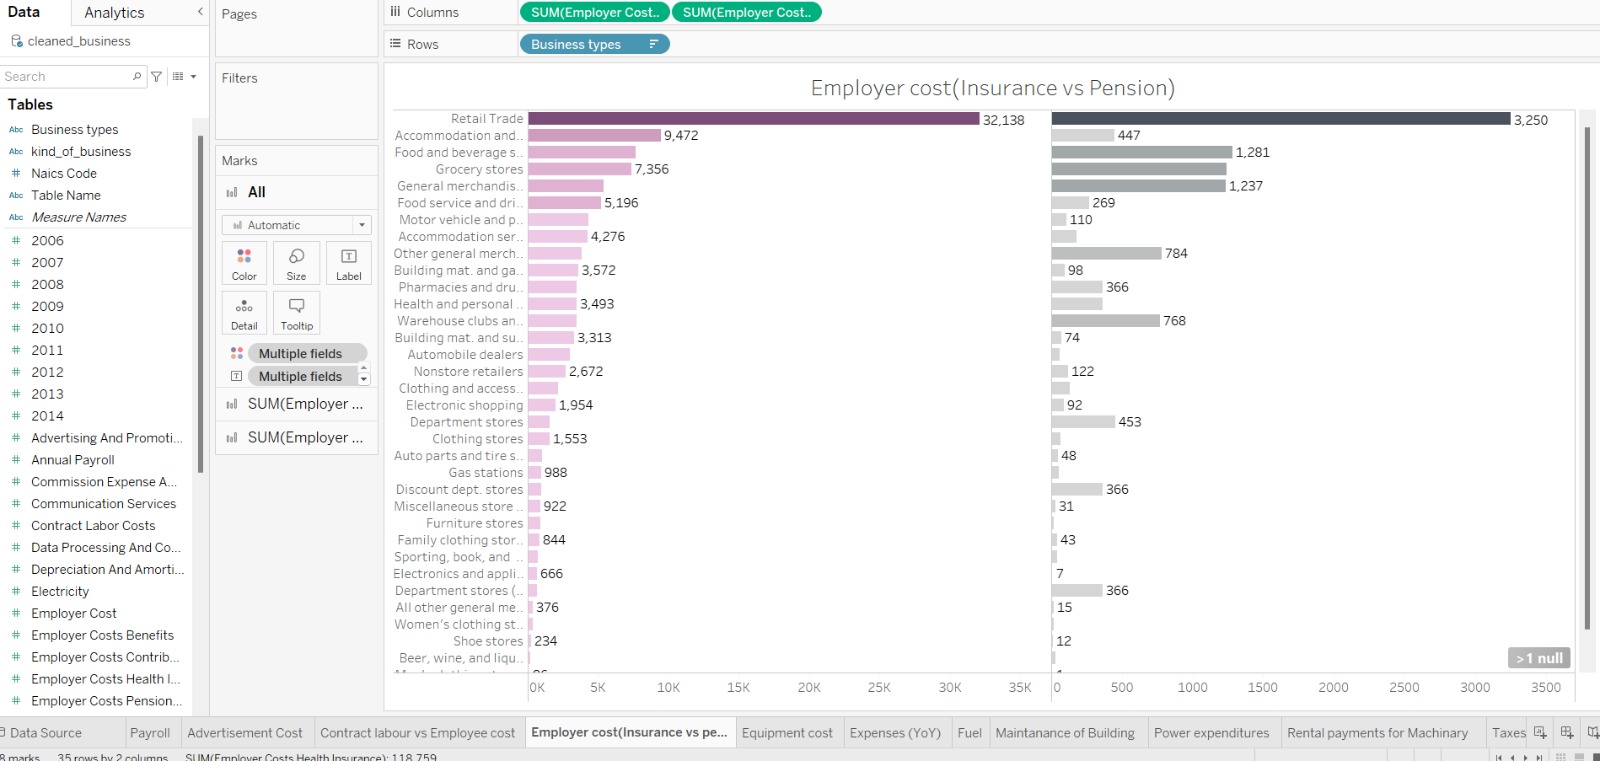 Data
Analytics
cleaned_business
Search
Tables
Abc Business types
Abc kind_of_business
# Naics Code
Abc Table Name
Abc Measure Names
# 2006
# 2007
# 2008
# 2009
# 2010
# 2011
# 2012
# 2013
# 2014
# Advertising And Promoti...
# Annual Payroll
# Commission Expense A...
# Communication Services
# Contract Labor Costs
# Data Processing And Co...
# Depreciation And Amorti...
# Electricity
# Employer Cost
# Employer Costs Benefits
# Employer Costs Contrib...
# Employer Costs Health I...
# Employer Costs Pension...
Pages
Filters
Marks
All
Automatic
Color Size Label
Detail Tooltip
Multiple fields
Multiple fields
SUM(Employer ...
SUM(Employer ...
Columns SUM(Employer Cost.. SUM(Employer Cost..
Rows Business types
Employer cost(Insurance vs Pension)
Retail Trade 32,138 3,250
Accommodation and.. 9,472 447
Food and beverage s.. 1,281
Grocery stores 7,356
General merchandis.. 1,237
Food service and dri.. 5,196 269
Motor vehicle and p.. 110
Accommodation ser.. 4,276
Other general merch.. 784
Building mat. and ga.. 3,572 98
Pharmacies and dru.. 366
Health and personal .. 3,493
Warehouse clubs an.. 768
Building mat. and su.. 3,313 74
Automobile dealers
Nonstore retailers 2,672 122
Clothing and access..
Electronic shopping 1,954 92
Department stores 453
Clothing stores 1,553
Auto parts and tire s.. 48
Gas stations 988
Discount dept. stores 366
Miscellaneous store .. 922 31
Furniture stores
Family clothing stor.. 844 43
Sporting, book, and ..
Electronics and appli.. 666 7
Department stores (.. 366
All other general me.. 376 15
Women's clothing st..
Shoe stores 234 12
Beer, wine, and liqu..
>1 null
0K 5K 10K 15K 20K 25K 30K 35K 0 500 1000 1500 2000 2500 3000 3500
Data Source Payroll Advertisement Cost Contract labour vs Employee cost Employer cost(Insurance vs pe... Equipment cost Expenses (YoY) Fuel Maintanance of Building Power expenditures Rental payments for Machinary Taxes
8 marks 35 rows by 2 columns SUM(Employer Costs Health Insurance): 118,759